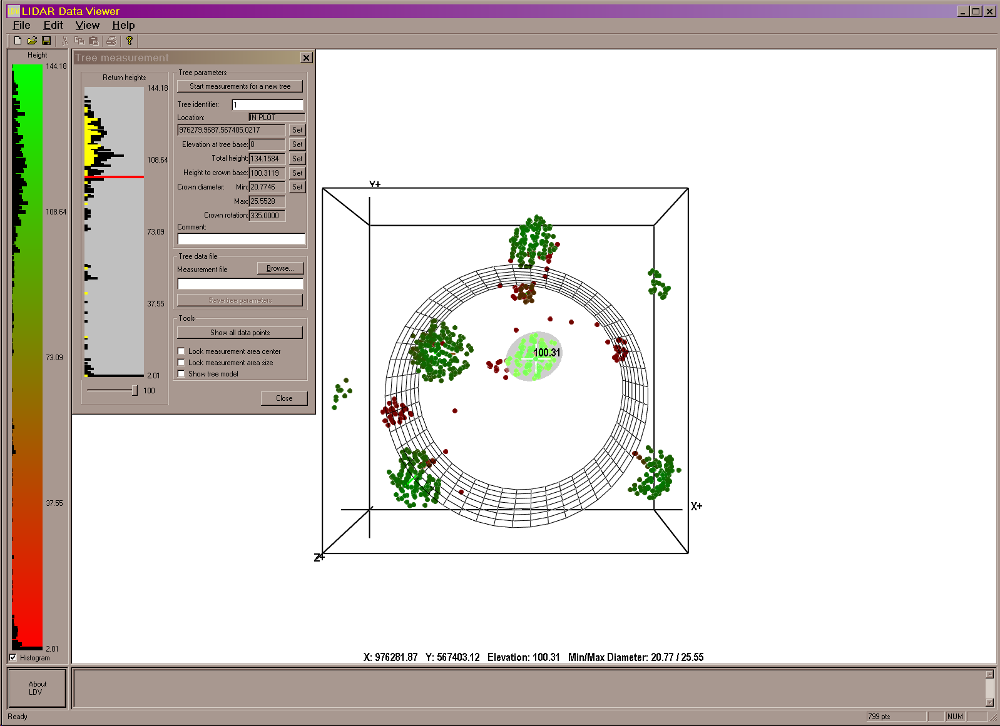 LIDAR Data Viewer
File Edit View Help
Height
144.18
108.64
73.09
37.55
2.01
Histogram
Tree measurement
Return heights
144.18
108.64
73.09
37.55
2.01
100
Tree parameters
Start measurements for a new tree
Tree identifier: 1
Location: IN PLOT
976279.9687,567405.0217 Set
Elevation at tree base: 0 Set
Total height: 134.1584 Set
Height to crown base: 100.3119 Set
Crown diameter: Min: 20.7746 Set
Max: 25.5528
Crown rotation: 335.0000
Comment:
Tree data file
Measurement file Browse...
Save tree parameters
Tools
Show all data points
Lock measurement area center
Lock measurement area size
Show tree model
Close
Y+
100.31
X+
Z+
X: 976281.87 Y: 567403.12 Elevation: 100.31 Min/Max Diameter: 20.77 / 25.55
About
LDV
Ready
799 pts
NUM